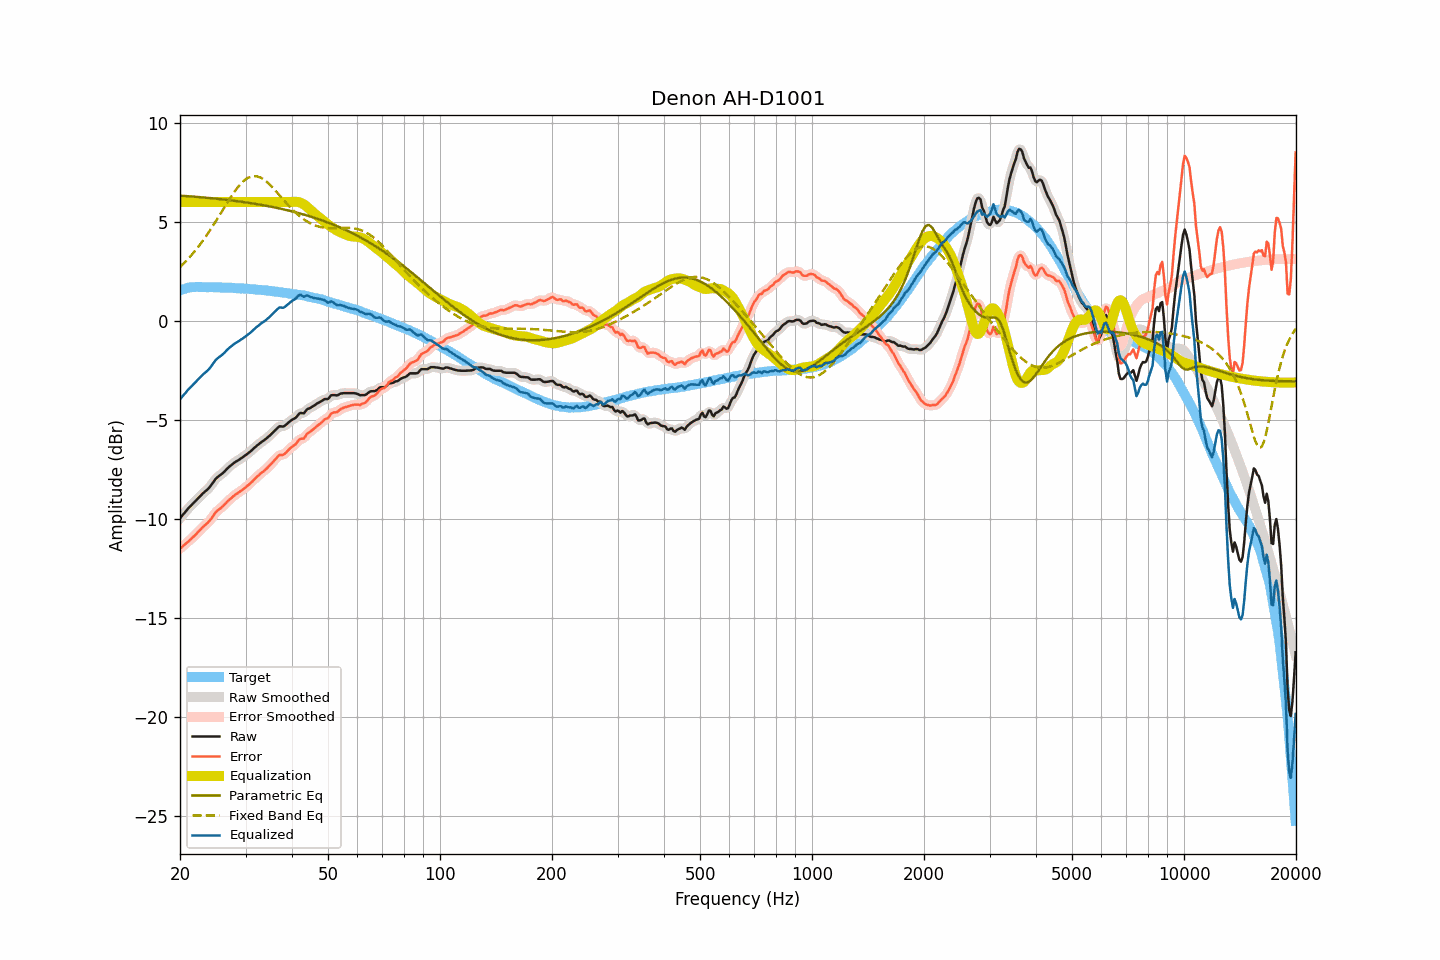 Denon AH-D1001
10
5
0
−5
−10
−15
−20
−25
Amplitude (dBr)
Target
Raw Smoothed
Error Smoothed
Raw
Error
Equalization
Parametric Eq
Fixed Band Eq
Equalized
20 50 100 200 500 1000 2000 5000 10000 20000
Frequency (Hz)